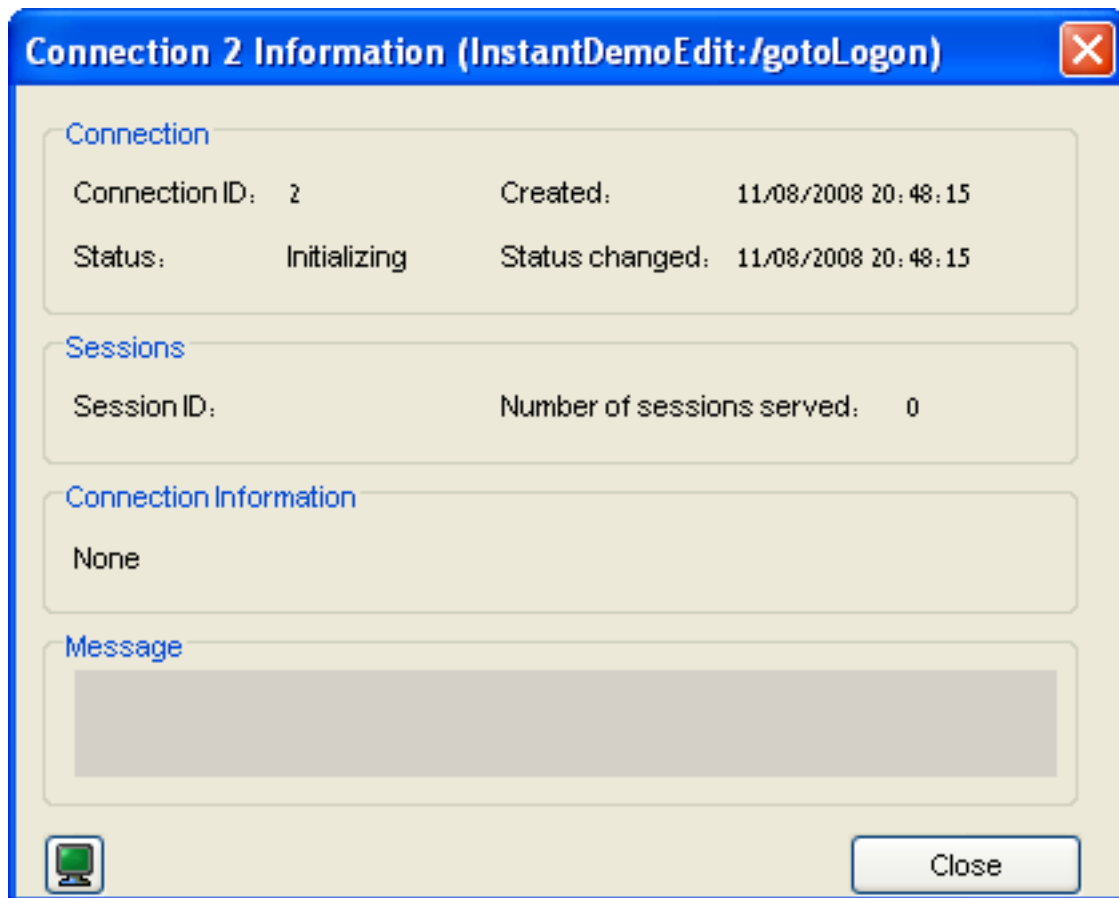 Connection 2 Information (InstantDemoEdit:/gotoLogon)
Connection
Connection ID: 2 Created: 11/08/2008 20:48:15
Status: Initializing Status changed: 11/08/2008 20:48:15
Sessions
Session ID: Number of sessions served: 0
Connection Information
None
Message
Close